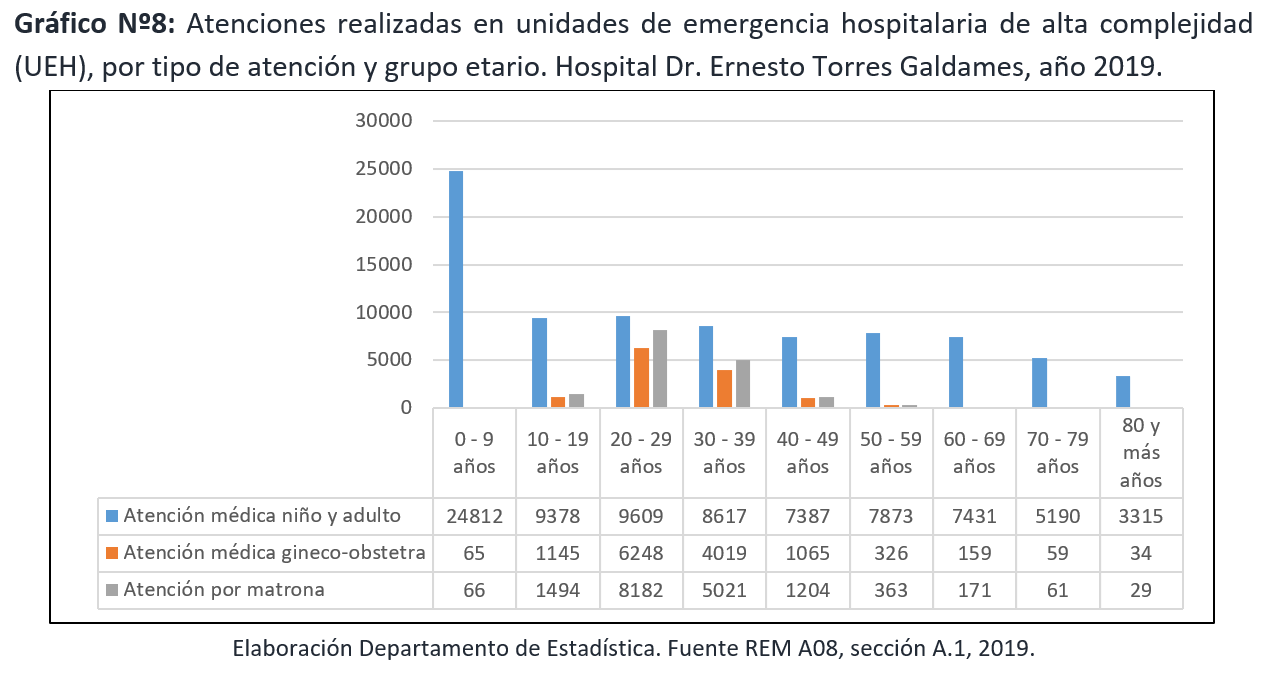 Gráfico Nº8: Atenciones realizadas en unidades de emergencia hospitalaria de alta complejidad
(UEH), por tipo de atención y grupo etario. Hospital Dr. Ernesto Torres Galdames, año 2019.
30000
25000
20000
15000
10000
5000
0
0 - 9 años 10 - 19 años 20 - 29 años 30 - 39 años 40 - 49 años 50 - 59 años 60 - 69 años 70 - 79 años 80 y más años
Atención médica niño y adulto 24812 9378 9609 8617 7387 7873 7431 5190 3315
Atención médica gineco-obstetra 65 1145 6248 4019 1065 326 159 59 34
Atención por matrona 66 1494 8182 5021 1204 363 171 61 29
Elaboración Departamento de Estadística. Fuente REM A08, sección A.1, 2019.